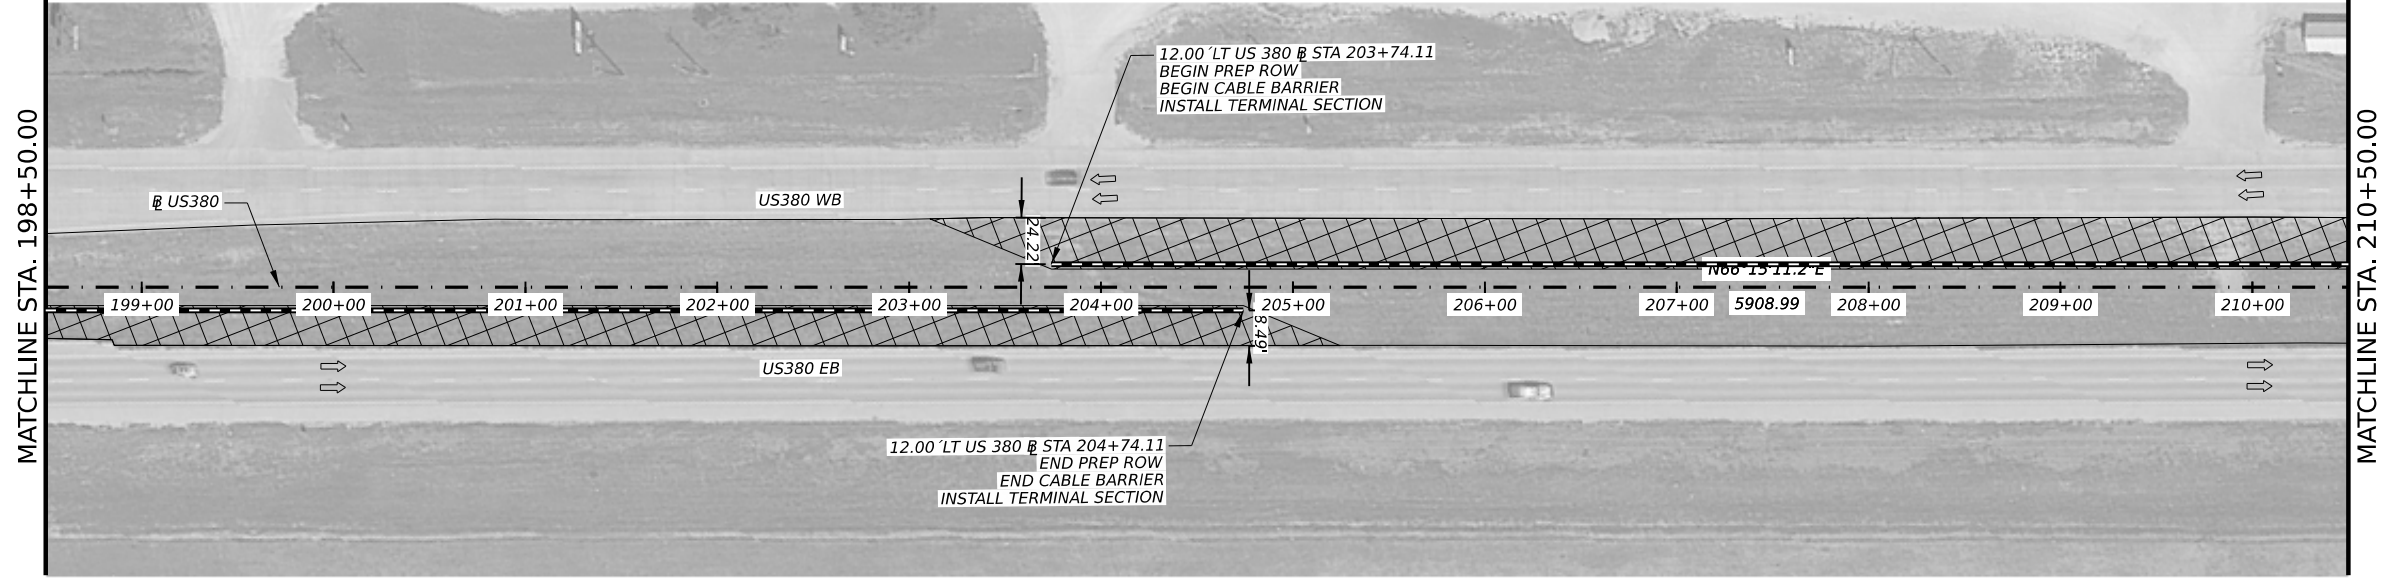 MATCHLINE STA. 198+50.00
12.00´LT US 380 ⅊ STA 203+74.11
BEGIN PREP ROW
BEGIN CABLE BARRIER
INSTALL TERMINAL SECTION
MATCHLINE STA. 210+50.00
US380
US380 WB
24.22
N66°15'11.2"E
199+00 200+00 201+00 202+00 203+00 204+00 205+00 206+00 207+00 5908.99 208+00 209+00 210+00
8.49'
US380 EB
12.00´LT US 380 ⅊ STA 204+74.11
END PREP ROW
END CABLE BARRIER
INSTALL TERMINAL SECTION